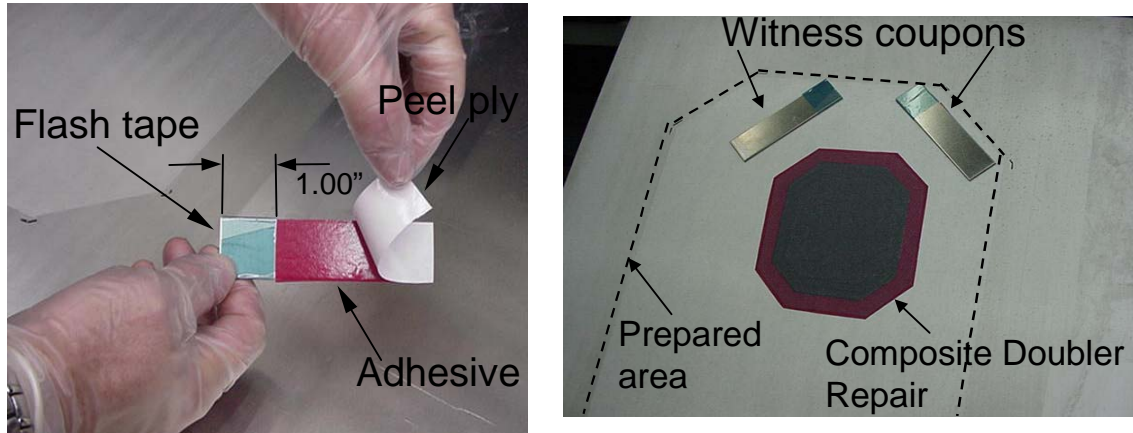 Flash tape
Peel ply
1.00”
Adhesive
Witness coupons
Prepared
area
Composite Doubler
Repair